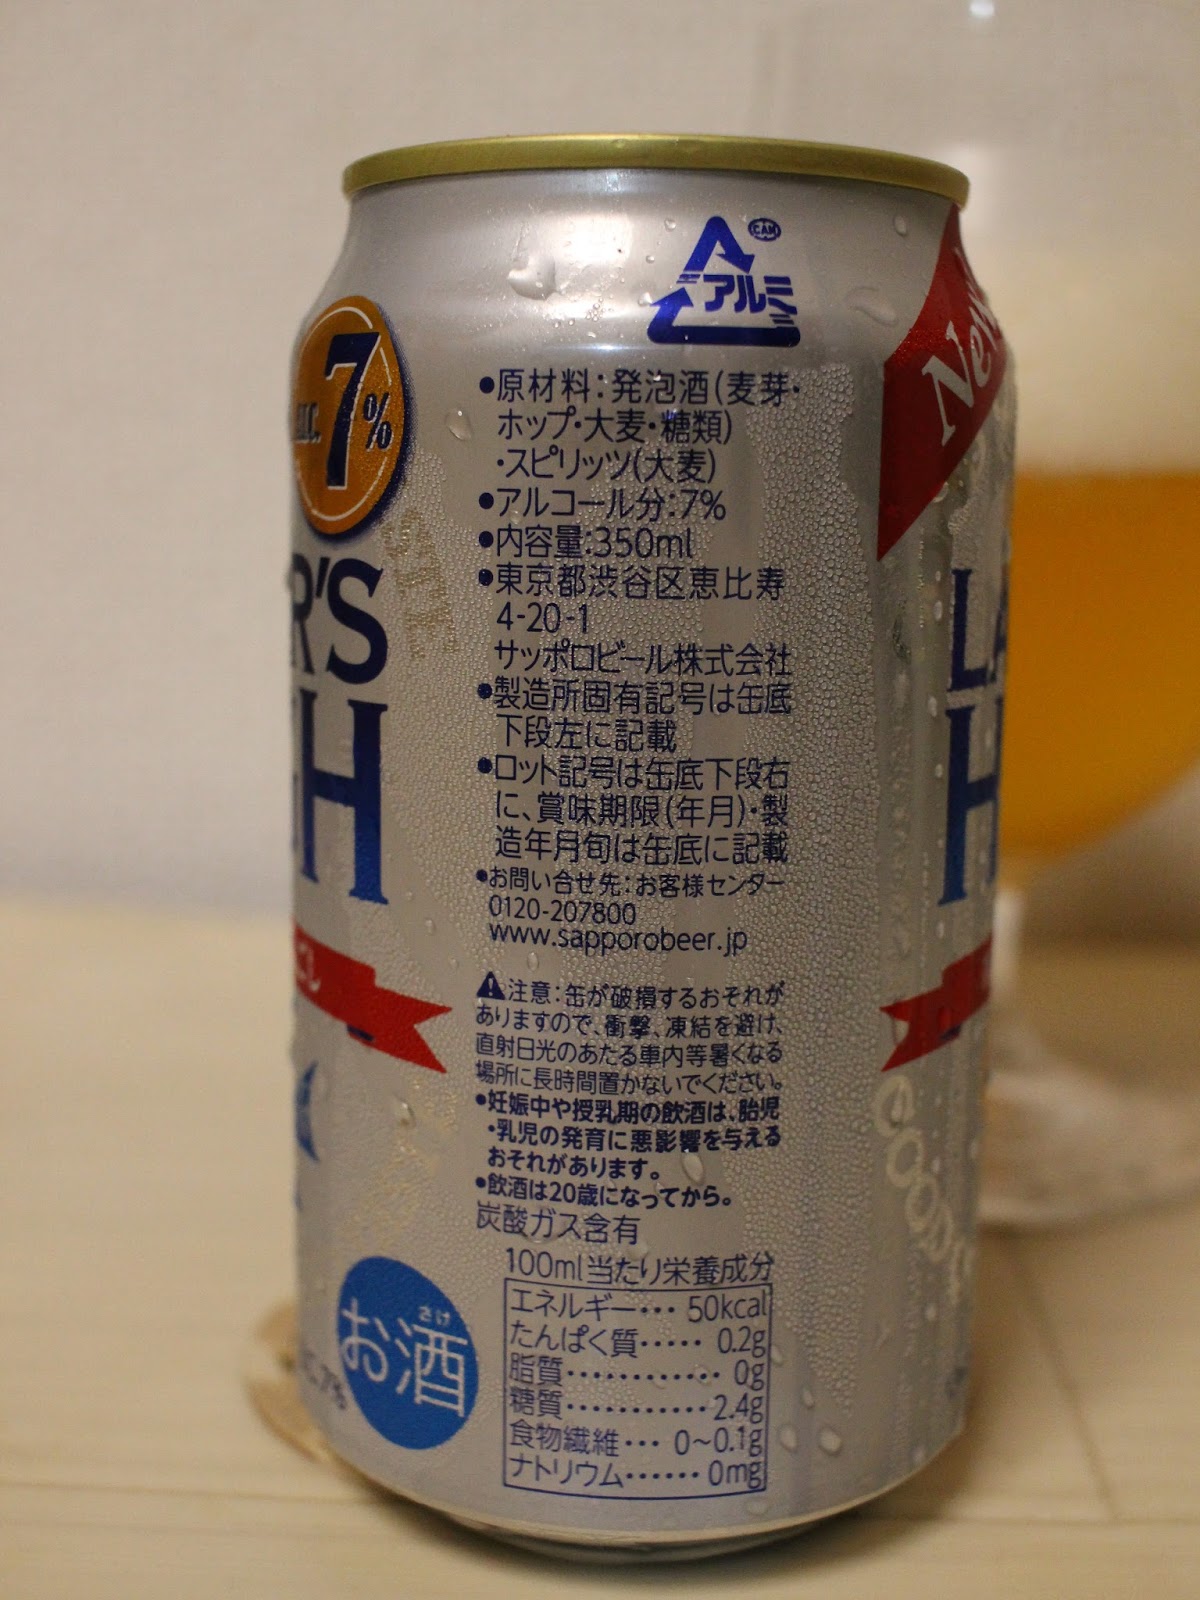 CAN
アルミ
New
7%
●原材料：発泡酒（麦芽・
ホップ・大麦・糖類）
・スピリッツ(大麦)
●アルコール分：7%
●内容量：350ml
●東京都渋谷区恵比寿
4-20-1
サッポロビール株式会社
●製造所固有記号は缶底
下段左に記載
●ロット記号は缶底下段右
に、賞味期限(年月)・製
造年月旬は缶底に記載
●お問い合せ先：お客様センター
0120-207800
www.sapporobeer.jp
注意：缶が破損するおそれが
ありますので、衝撃、凍結を避け、
直射日光のあたる車内等暑くなる
場所に長時間置かないでください。
●妊娠中や授乳期の飲酒は、胎児
・乳児の発育に悪影響を与える
おそれがあります。
●飲酒は20歳になってから。
炭酸ガス含有
100ml当たり栄養成分
エネルギー… 50kcal
たんぱく質…… 0.2g
脂質………… 0g
糖質………… 2.4g
食物繊維… 0～0.1g
ナトリウム…… 0mg
R'S
H
LA
H
さけ
お酒